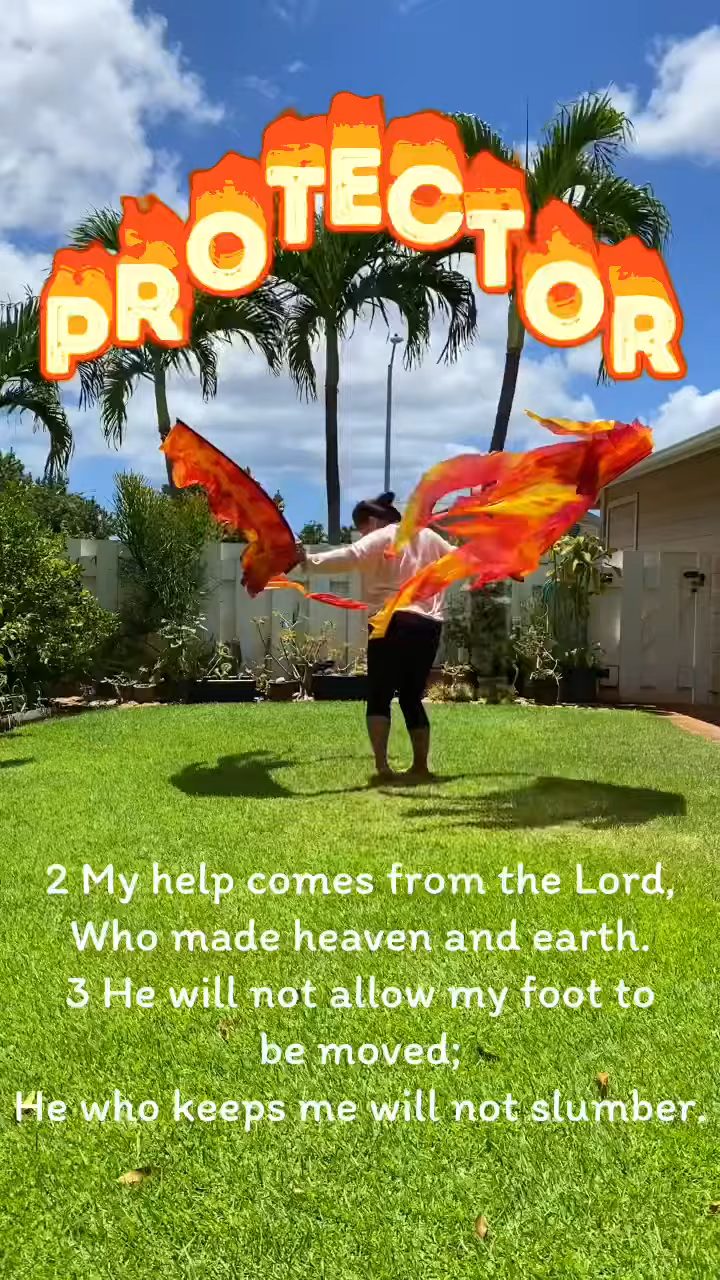 PROTECTOR
2 My help comes from the Lord,
Who made heaven and earth.
3 He will not allow my foot to
be moved;
He who keeps me will not slumber.